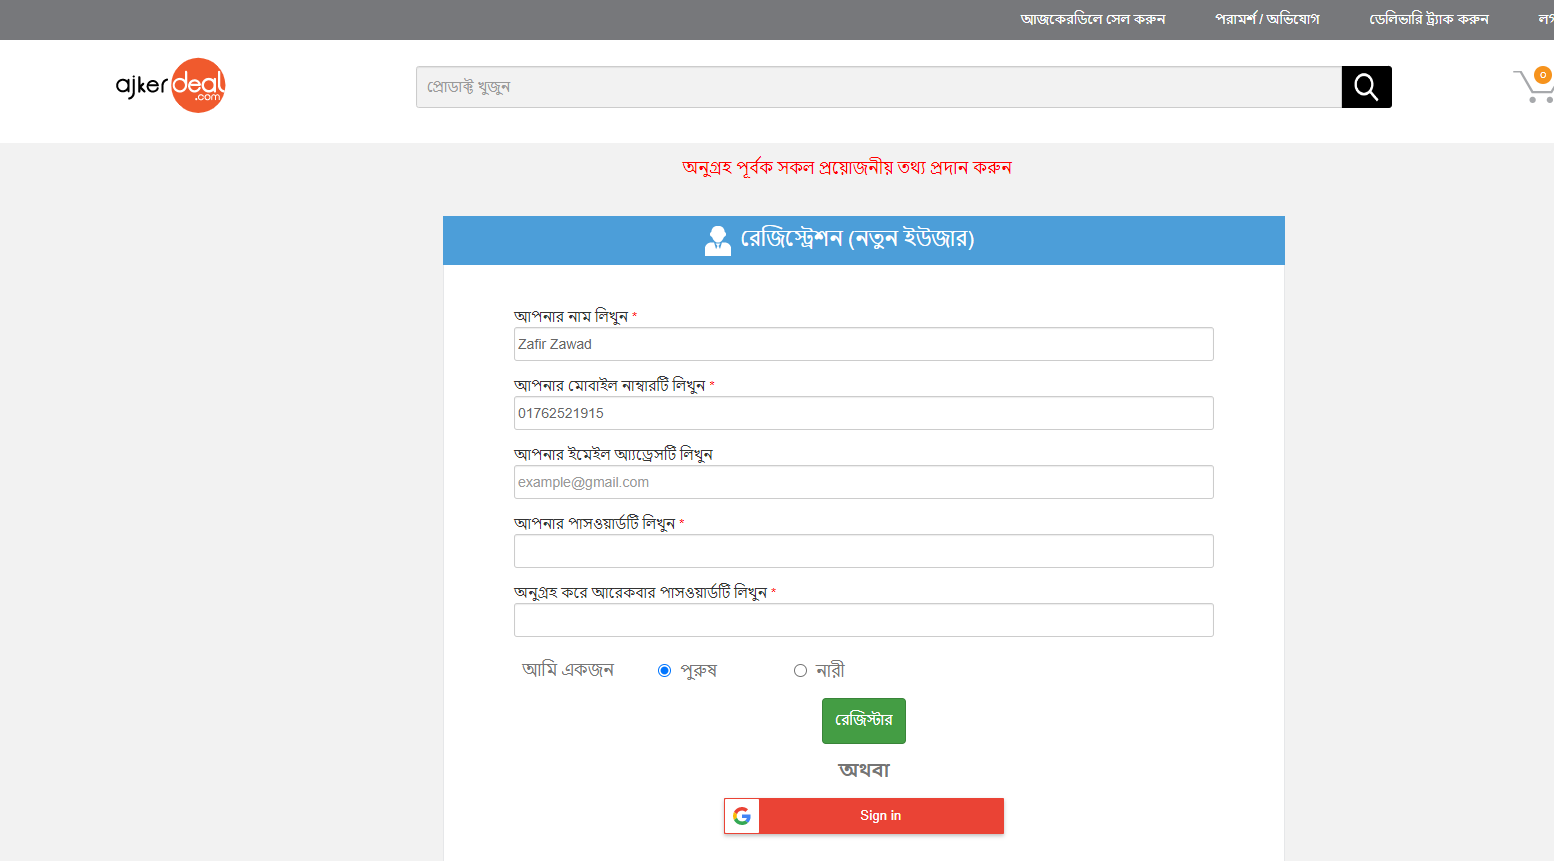 আজকেরডিলে সেল করুন পরামর্শ / অভিযোগ ডেলিভারি ট্র্যাক করুন
ajkerdeal.com
প্রোডাক্ট খুজুন
০
অনুগ্রহ পূর্বক সকল প্রয়োজনীয় তথ্য প্রদান করুন
রেজিস্ট্রেশন (নতুন ইউজার)
আপনার নাম লিখুন *
Zafir Zawad
আপনার মোবাইল নাম্বারটি লিখুন *
01762521915
আপনার ইমেইল অ্যাড্রেসটি লিখুন
example@gmail.com
আপনার পাসওয়ার্ডটি লিখুন *
অনুগ্রহ করে আরেকবার পাসওয়ার্ডটি লিখুন *
আমি একজন পুরুষ নারী
রেজিস্টার
অথবা
Sign in